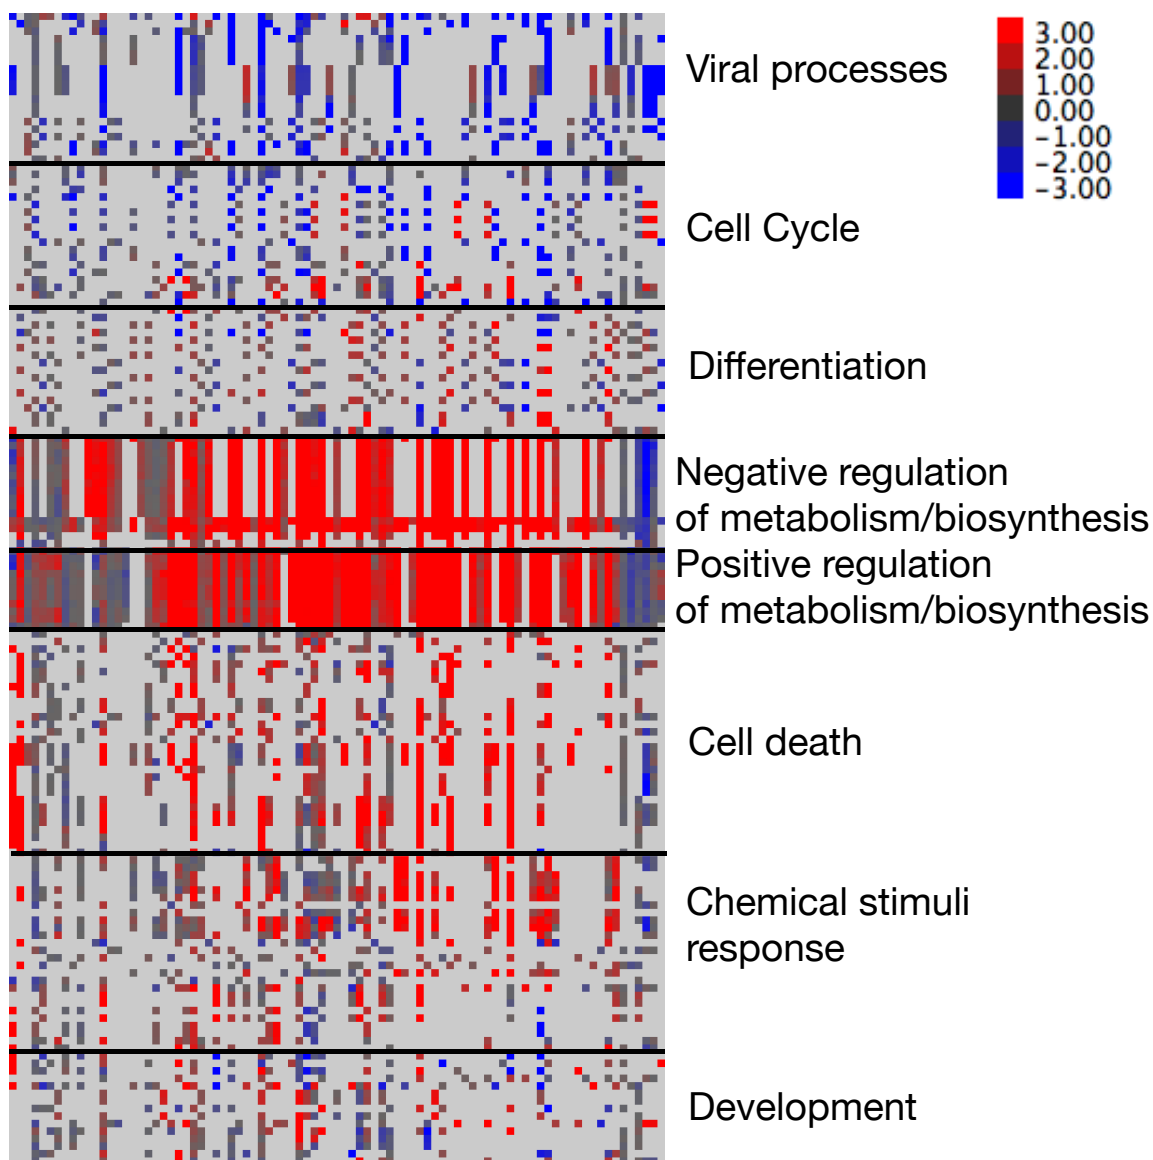 Viral processes
3.00
2.00
1.00
0.00
-1.00
-2.00
-3.00
Cell Cycle
Differentiation
Negative regulation
of metabolism/biosynthesis
Positive regulation
of metabolism/biosynthesis
Cell death
Chemical stimuli
response
Development